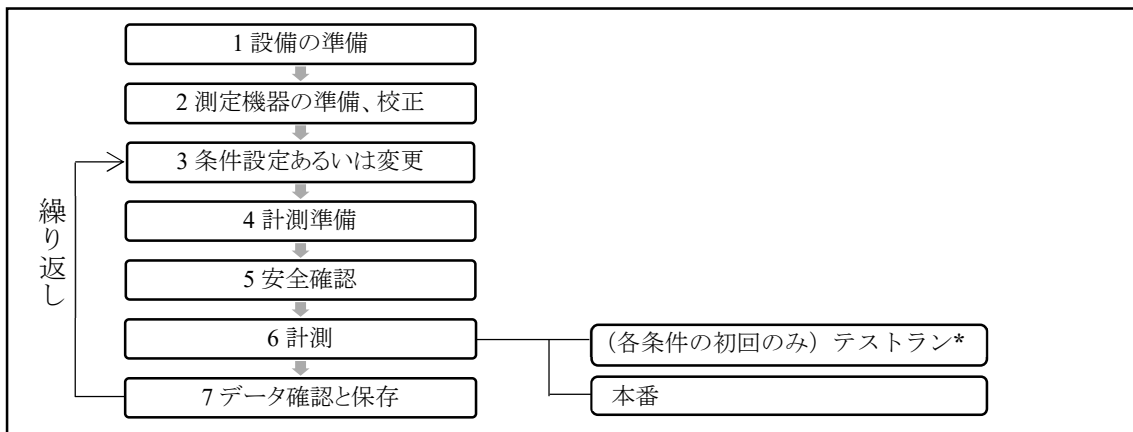 1 設備の準備
2 測定機器の準備、校正
3 条件設定あるいは変更
4 計測準備
5 安全確認
6 計測
7 データ確認と保存
繰り返し
（各条件の初回のみ）テストラン*
本番